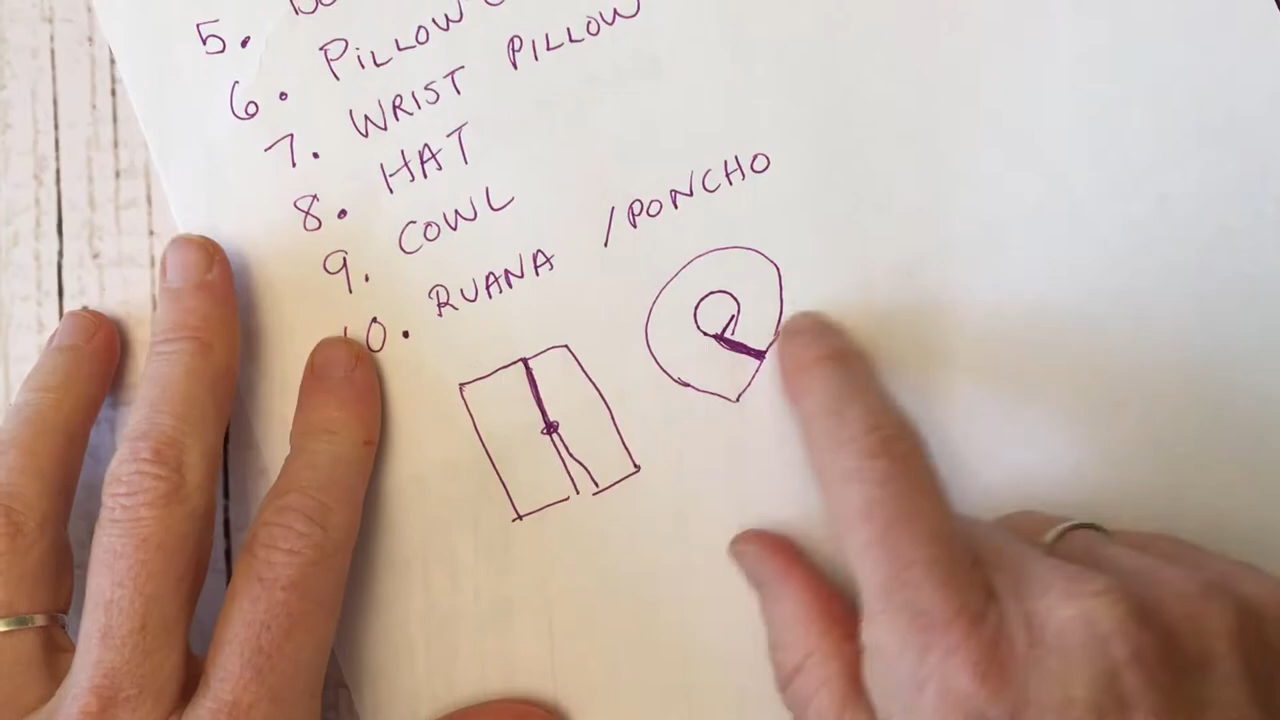 5.
6. PILLOW
7. WRIST PILLOW
8. HAT
9. COWL
10. RUANA / PONCHO